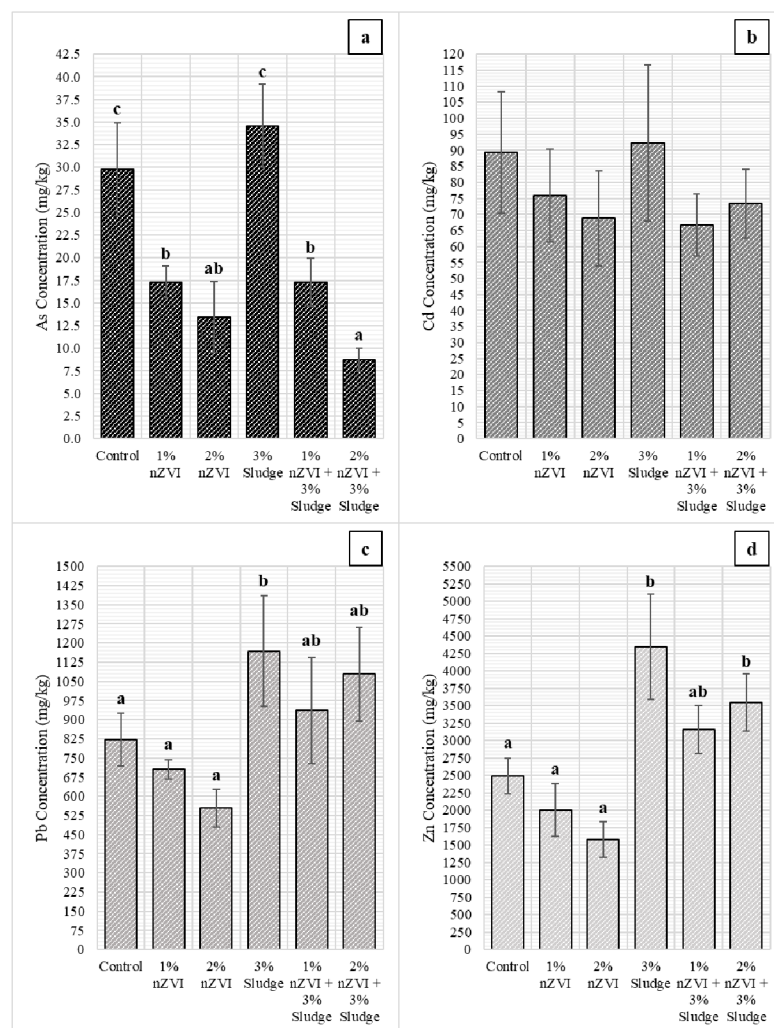 a
As Concentration (mg/kg)
42.5
40.0
37.5
35.0
32.5
30.0
27.5
25.0
22.5
20.0
17.5
15.0
12.5
10.0
7.5
5.0
2.5
0.0
c
b
ab
c
b
a
Control
1%
nZVI
2%
nZVI
3%
Sludge
1%
nZVI +
3%
Sludge
2%
nZVI +
3%
Sludge
b
Cd Concentration (mg/kg)
120
115
110
105
100
95
90
85
80
75
70
65
60
55
50
45
40
35
30
25
20
15
10
5
0
Control
1%
nZVI
2%
nZVI
3%
Sludge
1%
nZVI +
3%
Sludge
2%
nZVI +
3% Sludge
c
Pb Concentration (mg/kg)
1500
1425
1350
1275
1200
1125
1050
975
900
825
750
675
600
525
450
375
300
225
150
75
0
a
a
a
b
ab
ab
Control
1%
nZVI
2%
nZVI
3%
Sludge
1%
nZVI +
3%
Sludge
2%
nZVI +
3% Sludge
d
Zn Concentration (mg/kg)
5500
5250
5000
4750
4500
4250
4000
3750
3500
3250
3000
2750
2500
2250
2000
1750
1500
1250
1000
750
500
250
0
a
a
a
b
ab
b
Control
1%
nZVI
2%
nZVI
3%
Sludge
1%
nZVI +
3%
Sludge
2%
nZVI +
3% Sludge